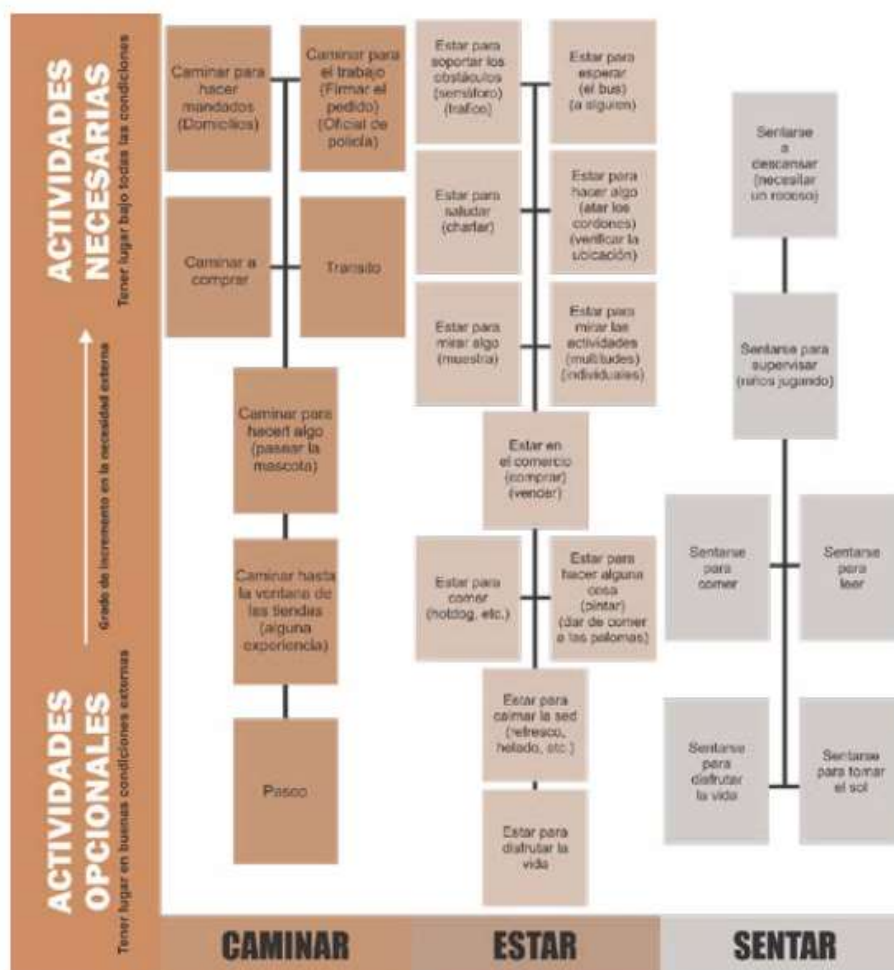 ACTIVIDADES
NECESARIAS
Tener lugar bajo todas las condiciones
Grado de incremento en la necesidad externa
ACTIVIDADES
OPCIONALES
Tener lugar en buenas condiciones externas
Caminar para
hacer
mandados
(Domicilios)
Caminar para
el trabajo
(Firmar el
pedido)
(Oficial de
policía)
Caminar a
comprar
Transito
Caminar para
hacert algo
(pasear la
mascota)
Caminar hasta
la ventana de
las tiendas
(alguna
experiencia)
Paseo
CAMINAR
Estar para
soportar los
obstáculos
(semáforo)
(trafico)
Estar para
esperar
(el bus)
(a alguien)
Estar para
saludar
(charlar)
Estar para
hacer algo
(atar los
cordones)
(verificar la
ubicación)
Estar para
mirar algo
(muestra)
Estar para
mirar las
actividades
(multitudes)
(individuales)
Estar en
el comercio
(comprar)
(vender)
Estar para
comer
(hotdog, etc.)
Estar para
hacer alguna
cosa
(pintar)
(dar de comer
a las palomas)
Estar para
calmar la sed
(refresco,
helado, etc.)
Estar para
disfrutar la
vida
ESTAR
Sentarse
a
descansar
(necesitar
un receso)
Sentarse para
supervisar
(niños jugando)
Sentarse
para
comer
Sentarse
para
leer
Sentarse
para
disfrutar
la vida
Sentarse
para tomar
el sol
SENTAR